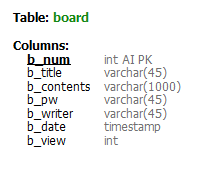 Table: board
Columns:
b_num int AI PK
b_title varchar(45)
b_contents varchar(1000)
b_pw varchar(45)
b_writer varchar(45)
b_date timestamp
b_view int